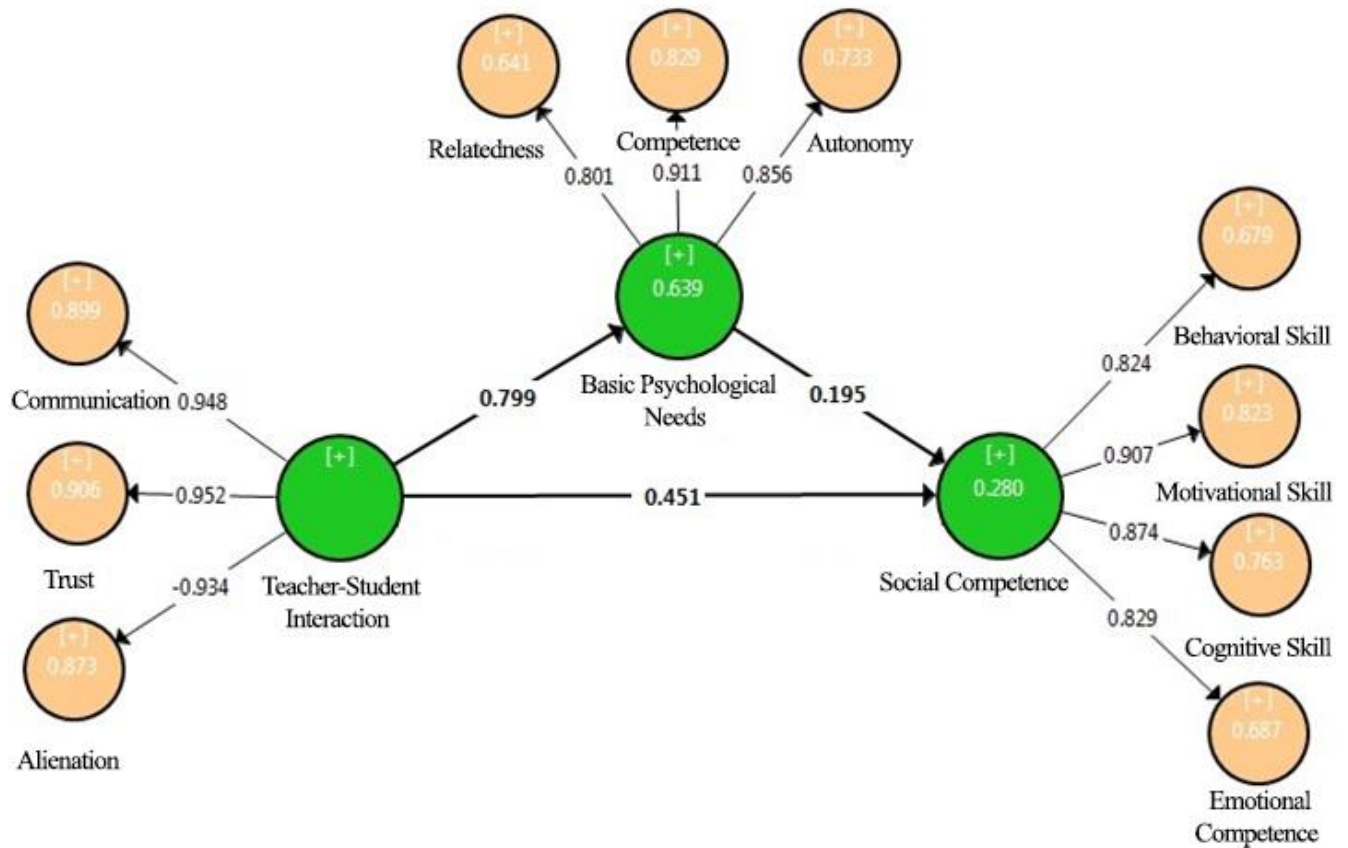 [+]
0.641
Relatedness
0.801
[+]
0.829
Competence
0.911
[+]
0.733
Autonomy
0.856
[+]
0.639
Basic Psychological
Needs
[+]
0.899
Communication
0.948
[+]
0.906
Trust
0.952
[+]
0.873
Alienation
-0.934
[+]
Teacher-Student
Interaction
0.799
0.195
0.451
[+]
0.280
Social Competence
[+]
0.679
Behavioral Skill
0.824
[+]
0.823
Motivational Skill
0.907
[+]
0.763
Cognitive Skill
0.874
[+]
0.687
Emotional
Competence
0.829